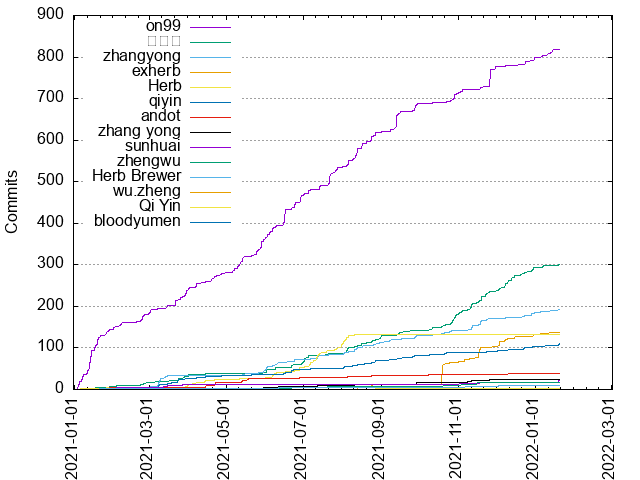 Commits
900
800
700
600
500
400
300
200
100
0
on99
zhangyong
exherb
Herb
qiyin
andot
zhang yong
sunhuai
zhengwu
Herb Brewer
wu.zheng
Qi Yin
bloodyumen
2021-01-01
2021-03-01
2021-05-01
2021-07-01
2021-09-01
2021-11-01
2022-01-01
2022-03-01